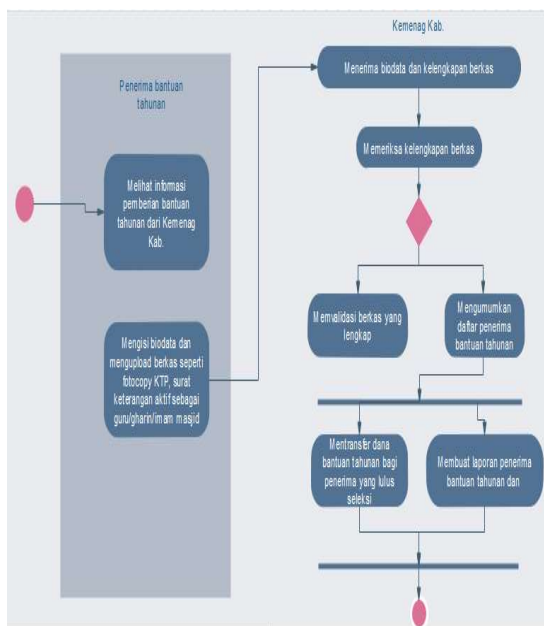 Kemenag Kab.
Menerima biodata dan kelengkapan berkas
Penerima bantuan
tahunan
Memeriksa kelengkapan berkas
Melihat informasi
pemberian bantuan
tahunan dari Kemenag
Kab.
Memvalidasi berkas yang
lengkap
Mengumumkan
daftar penerima
bantuan tahunan
Mengisi biodata dan
mengupload berkas seperti
fotocopy KTP, surat
keterangan aktif sebagai
guru/gharin/imam masjid
Mentransfer dana
bantuan tahunan bagi
penerima yang lulus
seleksi
Membuat laporan penerima
bantuan tahunan dan